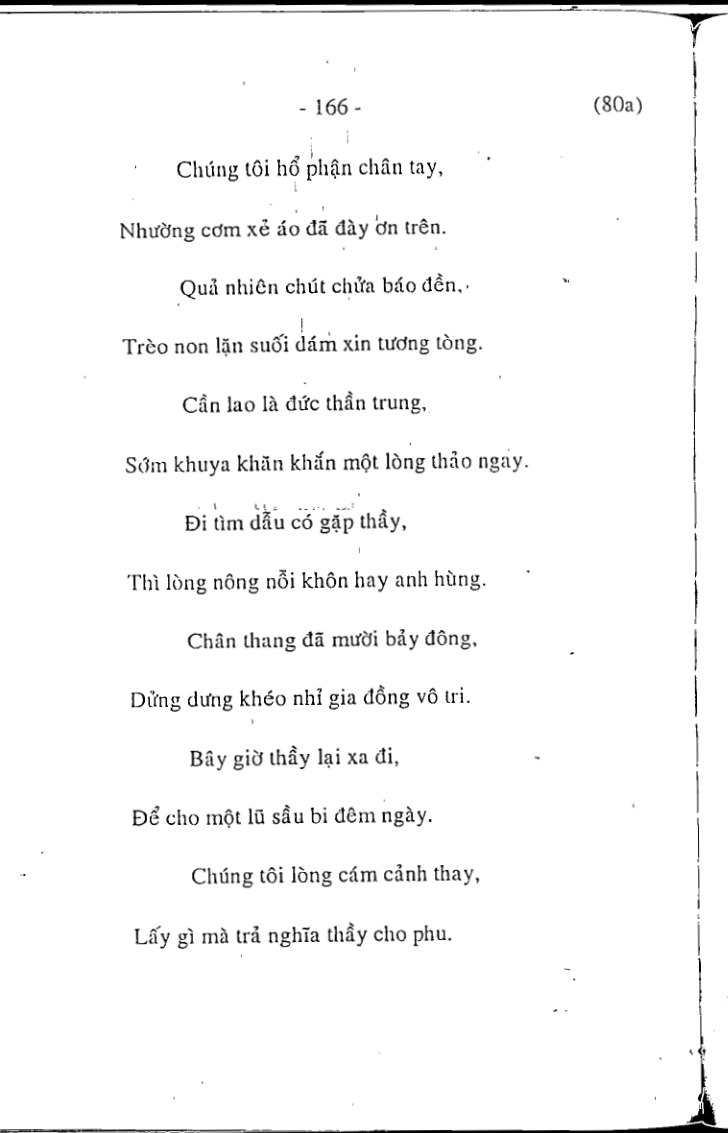 - 166 - (80a)
Chúng tôi hổ phận chân tay,
Nhường cơm xẻ áo đã đày ơn trên.
Quả nhiên chút chửa báo đền,
Trèo non lặn suối dám xin tương tòng.
Cần lao là đức thần trung,
Sớm khuya khăn khắn một lòng thảo ngay.
Đi tìm dẫu có gặp thầy,
Thì lòng nông nỗi khôn hay anh hùng.
Chân thang đã mười bảy đông,
Dửng dưng khéo nhỉ gia đồng vô tri.
Bây giờ thầy lại xa đi,
Để cho một lũ sầu bi đêm ngày.
Chúng tôi lòng cám cảnh thay,
Lấy gì mà trả nghĩa thầy cho phu.